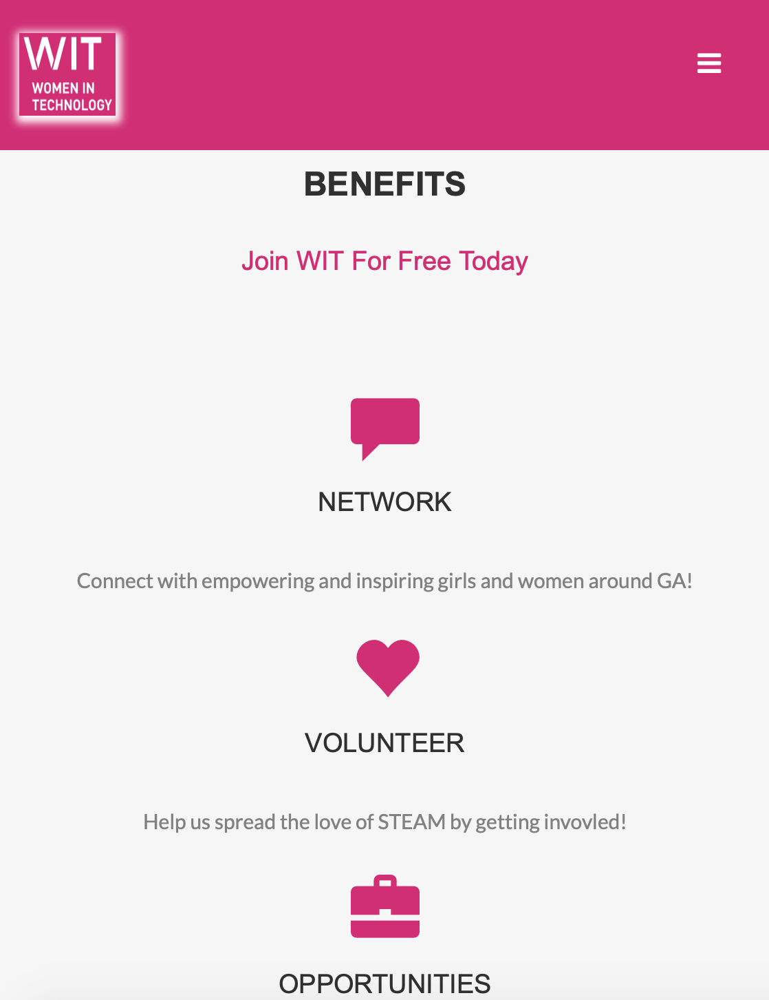 WIT
WOMEN IN
TECHNOLOGY
BENEFITS
Join WIT For Free Today
NETWORK
Connect with empowering and inspiring girls and women around GA!
VOLUNTEER
Help us spread the love of STEAM by getting invovled!
OPPORTUNITIES